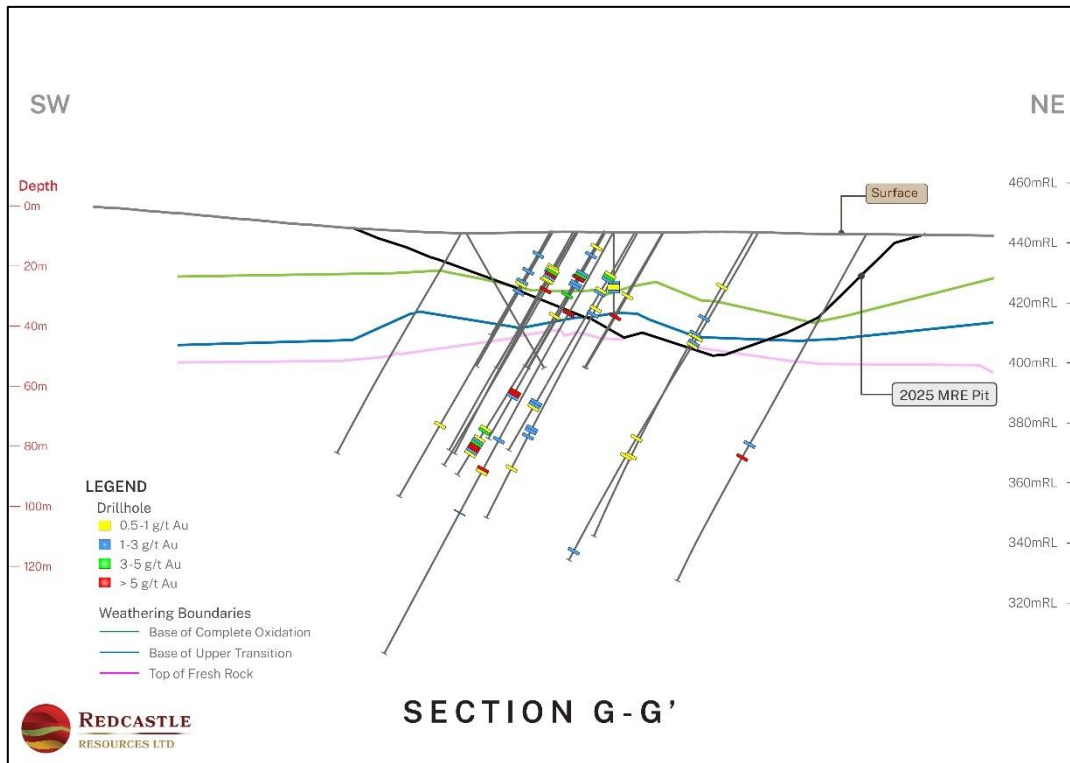 SW
NE
Depth
0m
20m
40m
60m
80m
100m
120m
460mRL
440mRL
420mRL
400mRL
380mRL
360mRL
340mRL
320mRL
Surface
2025 MRE Pit
LEGEND
Drillhole
0.5-1 g/t Au
1-3 g/t Au
3-5 g/t Au
> 5 g/t Au
Weathering Boundaries
Base of Complete Oxidation
Base of Upper Transition
Top of Fresh Rock
REDCASTLE
RESOURCES LTD
SECTION G-G'